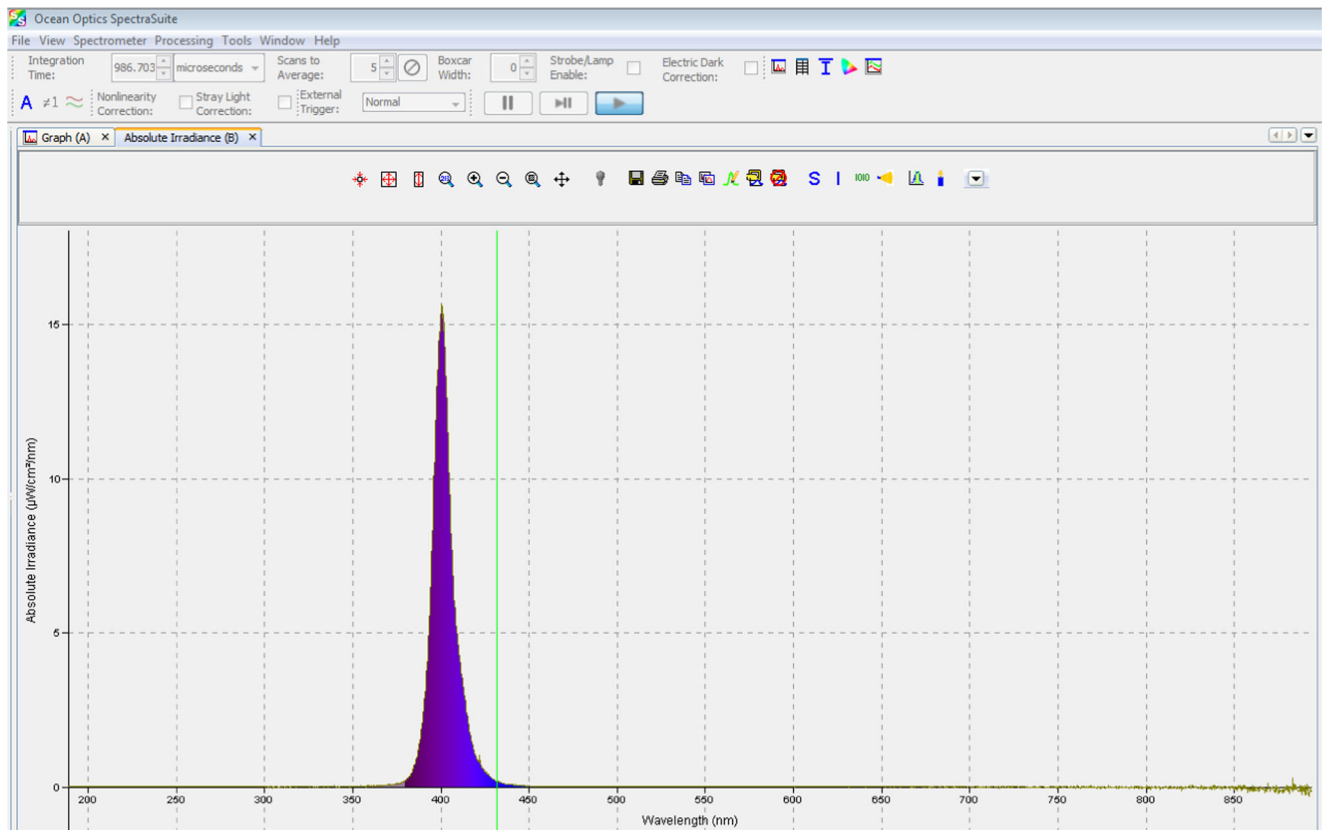 Ocean Optics SpectraSuite
File View Spectrometer Processing Tools Window Help
Integration Time: 986.703 microseconds Scans to Average: 5 Boxcar Width: 0 Strobe/Lamp Enable: Electric Dark Correction:
A ≠1 Nonlinearity Correction: Stray Light Correction: External Trigger: Normal
Graph (A) × Absolute Irradiance (B) ×
S I 1010
Absolute Irradiance (µW/cm²/nm)
15
10
5
0
200 250 300 350 400 450 500 550 600 650 700 750 800 850
Wavelength (nm)